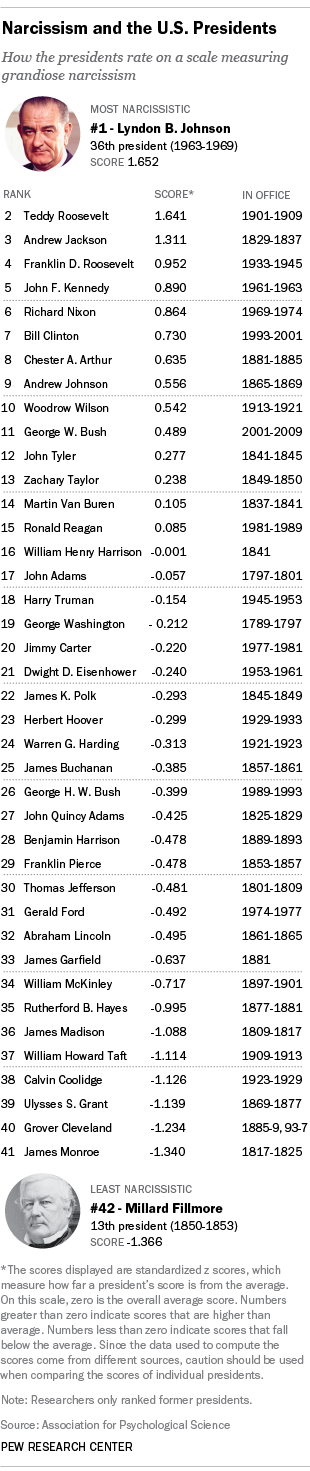 Narcissism and the U.S. Presidents
How the presidents rate on a scale measuring
grandiose narcissism
MOST NARCISSISTIC
#1 - Lyndon B. Johnson
36th president (1963-1969)
SCORE 1.652
RANK SCORE* IN OFFICE
2 Teddy Roosevelt 1.641 1901-1909
3 Andrew Jackson 1.311 1829-1837
4 Franklin D. Roosevelt 0.952 1933-1945
5 John F. Kennedy 0.890 1961-1963
6 Richard Nixon 0.864 1969-1974
7 Bill Clinton 0.730 1993-2001
8 Chester A. Arthur 0.635 1881-1885
9 Andrew Johnson 0.556 1865-1869
10 Woodrow Wilson 0.542 1913-1921
11 George W. Bush 0.489 2001-2009
12 John Tyler 0.277 1841-1845
13 Zachary Taylor 0.238 1849-1850
14 Martin Van Buren 0.105 1837-1841
15 Ronald Reagan 0.085 1981-1989
16 William Henry Harrison -0.001 1841
17 John Adams -0.057 1797-1801
18 Harry Truman -0.154 1945-1953
19 George Washington - 0.212 1789-1797
20 Jimmy Carter -0.220 1977-1981
21 Dwight D. Eisenhower -0.240 1953-1961
22 James K. Polk -0.293 1845-1849
23 Herbert Hoover -0.299 1929-1933
24 Warren G. Harding -0.313 1921-1923
25 James Buchanan -0.385 1857-1861
26 George H. W. Bush -0.399 1989-1993
27 John Quincy Adams -0.425 1825-1829
28 Benjamin Harrison -0.478 1889-1893
29 Franklin Pierce -0.478 1853-1857
30 Thomas Jefferson -0.481 1801-1809
31 Gerald Ford -0.492 1974-1977
32 Abraham Lincoln -0.495 1861-1865
33 James Garfield -0.637 1881
34 William McKinley -0.717 1897-1901
35 Rutherford B. Hayes -0.995 1877-1881
36 James Madison -1.088 1809-1817
37 William Howard Taft -1.114 1909-1913
38 Calvin Coolidge -1.126 1923-1929
39 Ulysses S. Grant -1.139 1869-1877
40 Grover Cleveland -1.234 1885-9, 93-7
41 James Monroe -1.340 1817-1825
LEAST NARCISSISTIC
#42 - Millard Fillmore
13th president (1850-1853)
SCORE -1.366
*The scores displayed are standardized z scores, which
measure how far a president's score is from the average.
On this scale, zero is the overall average score. Numbers
greater than zero indicate scores that are higher than
average. Numbers less than zero indicate scores that fall
below the average. Since the data used to compute the
scores come from different sources, caution should be used
when comparing the scores of individual presidents.
Note: Researchers only ranked former presidents.
Source: Association for Psychological Science
PEW RESEARCH CENTER